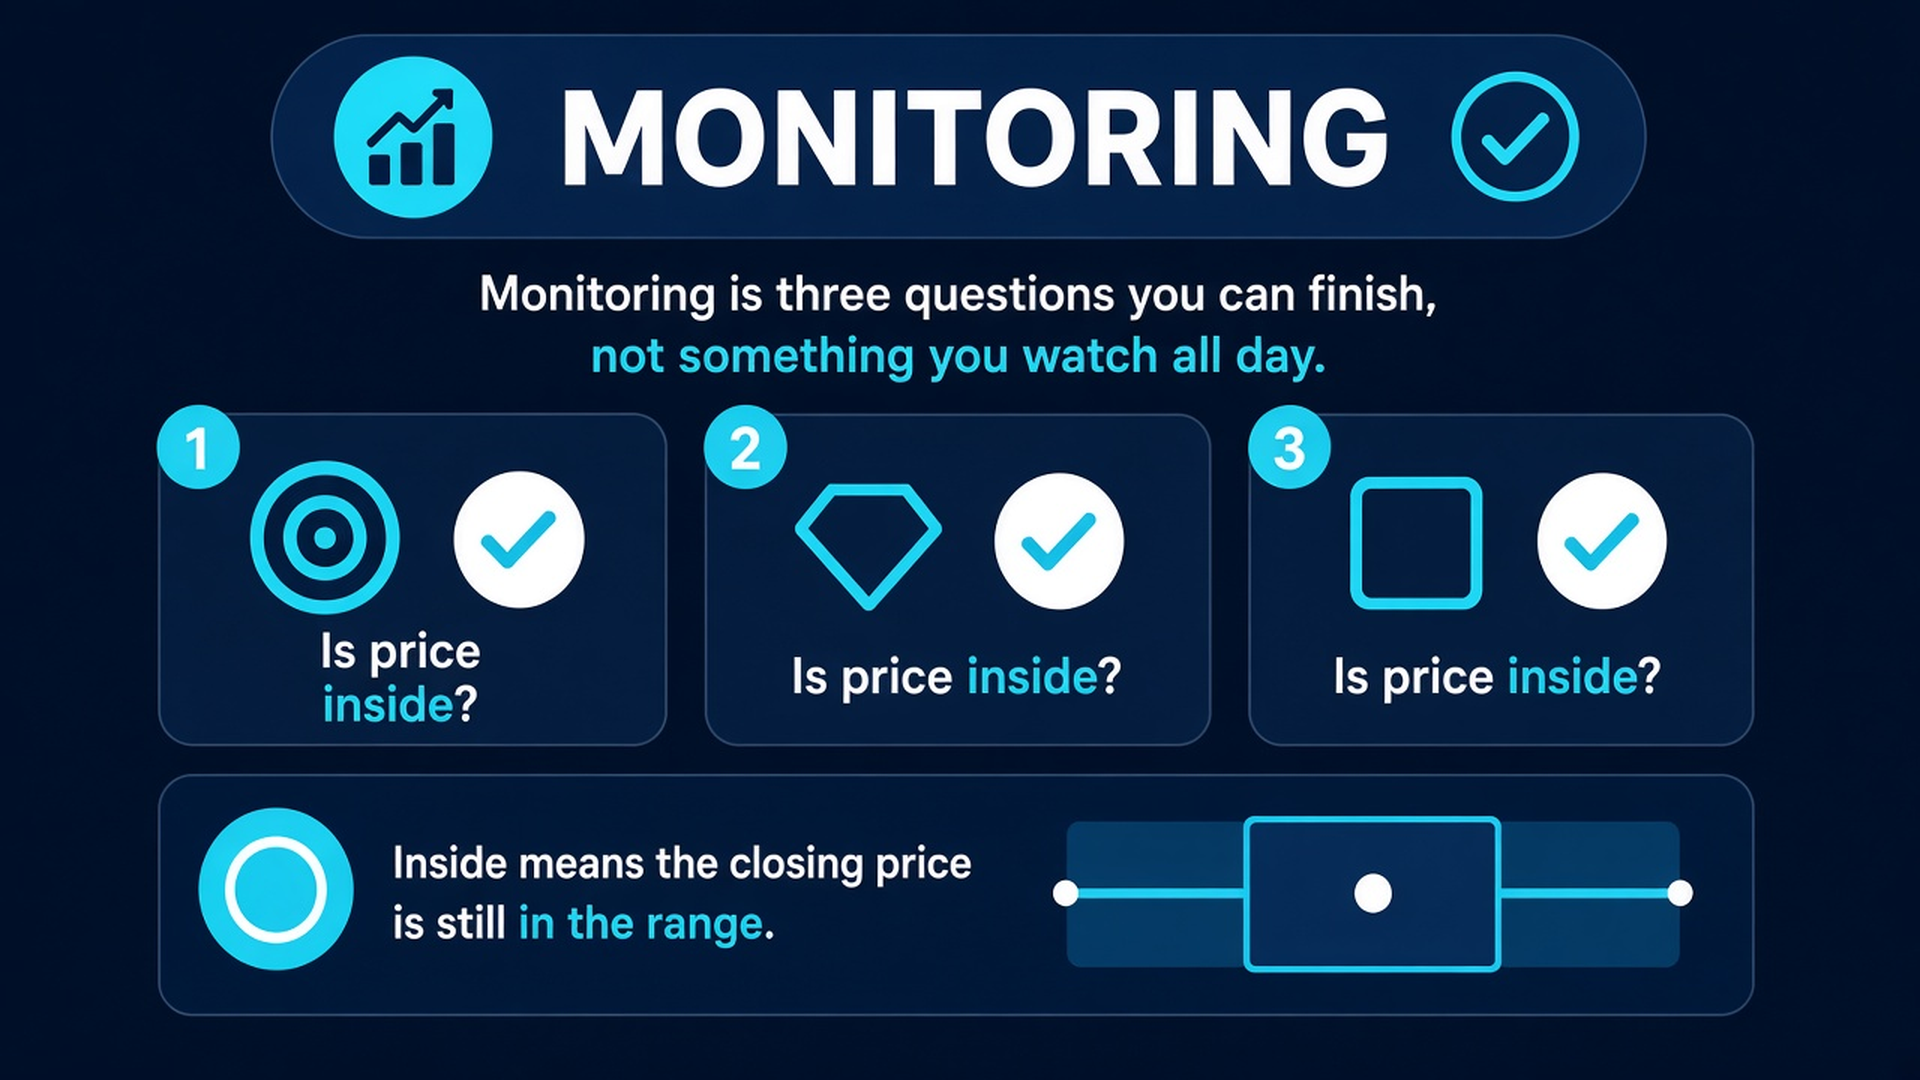 MONITORING
Monitoring is three questions you can finish,
not something you watch all day.
1
Is price
inside?
2
Is price inside?
3
Is price inside?
Inside means the closing price
is still in the range.